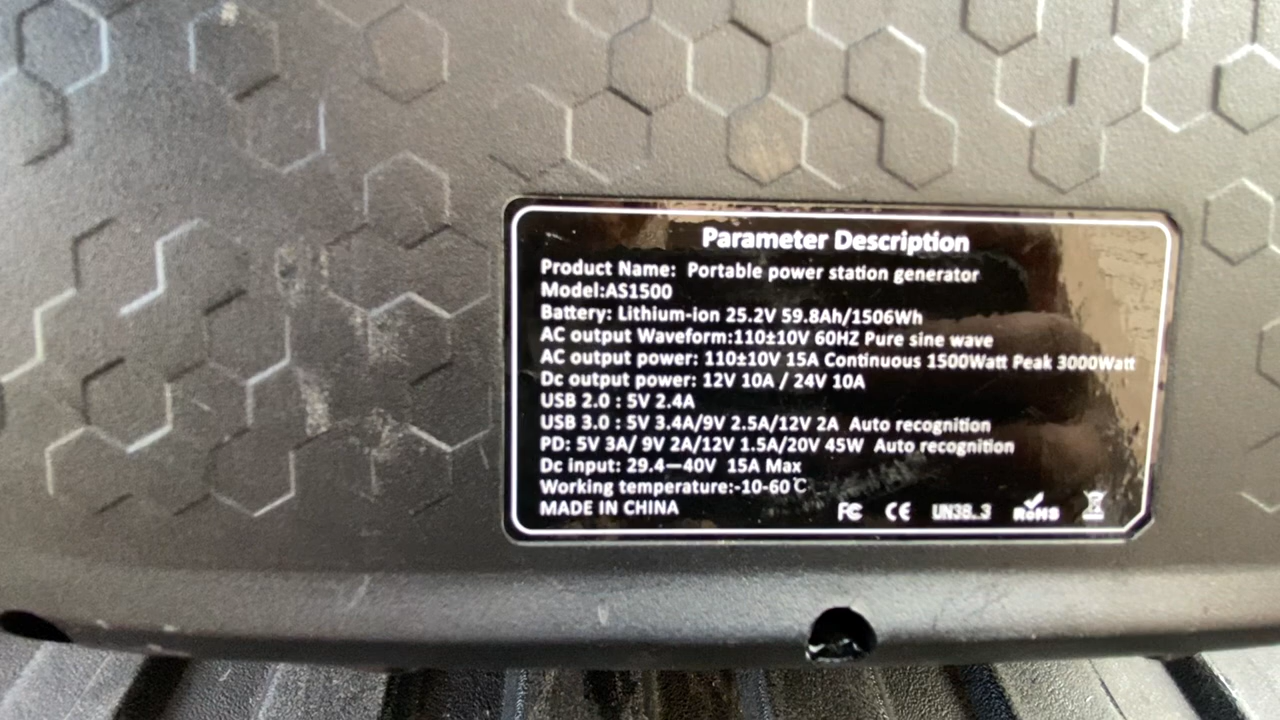 Parameter Description
Product Name: Portable power station generator
Model:AS1500
Battery: Lithium-ion 25.2V 59.8Ah/1506Wh
AC output Waveform:110±10V 60HZ Pure sine wave
AC output power: 110±10V 15A Continuous 1500Watt Peak 3000Watt
Dc output power: 12V 10A / 24V 10A
USB 2.0 : 5V 2.4A
USB 3.0 : 5V 3.4A/9V 2.5A/12V 2A Auto recognition
PD: 5V 3A/ 9V 2A/12V 1.5A/20V 45W Auto recognition
Dc input: 29.4—40V 15A Max
Working temperature:-10-60℃
MADE IN CHINA
FC CE UN38.3 RoHS